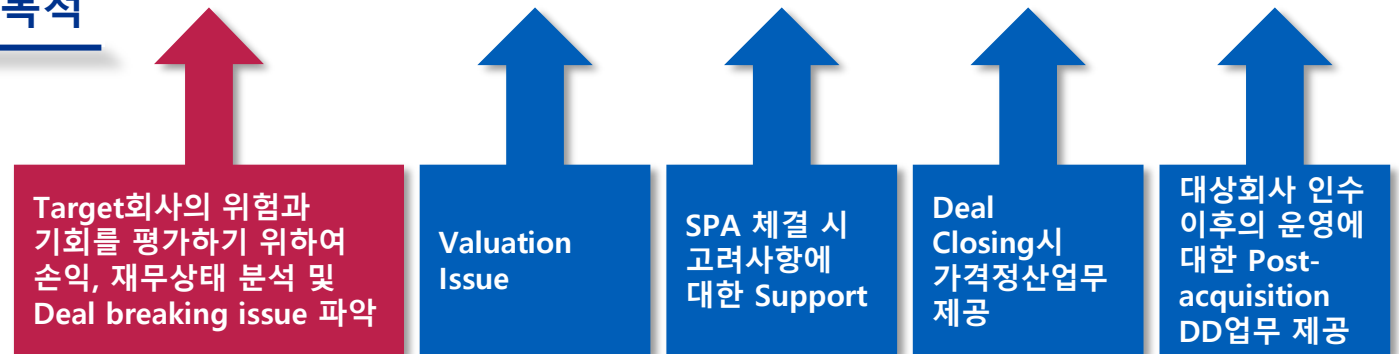 목적
Target회사의 위험과
기회를 평가하기 위하여
손익, 재무상태 분석 및
Deal breaking issue 파악
Valuation
Issue
SPA 체결 시
고려사항에
대한 Support
Deal
Closing시
가격정산업무
제공
대상회사 인수
이후의 운영에
대한 Post-
acquisition
DD업무 제공